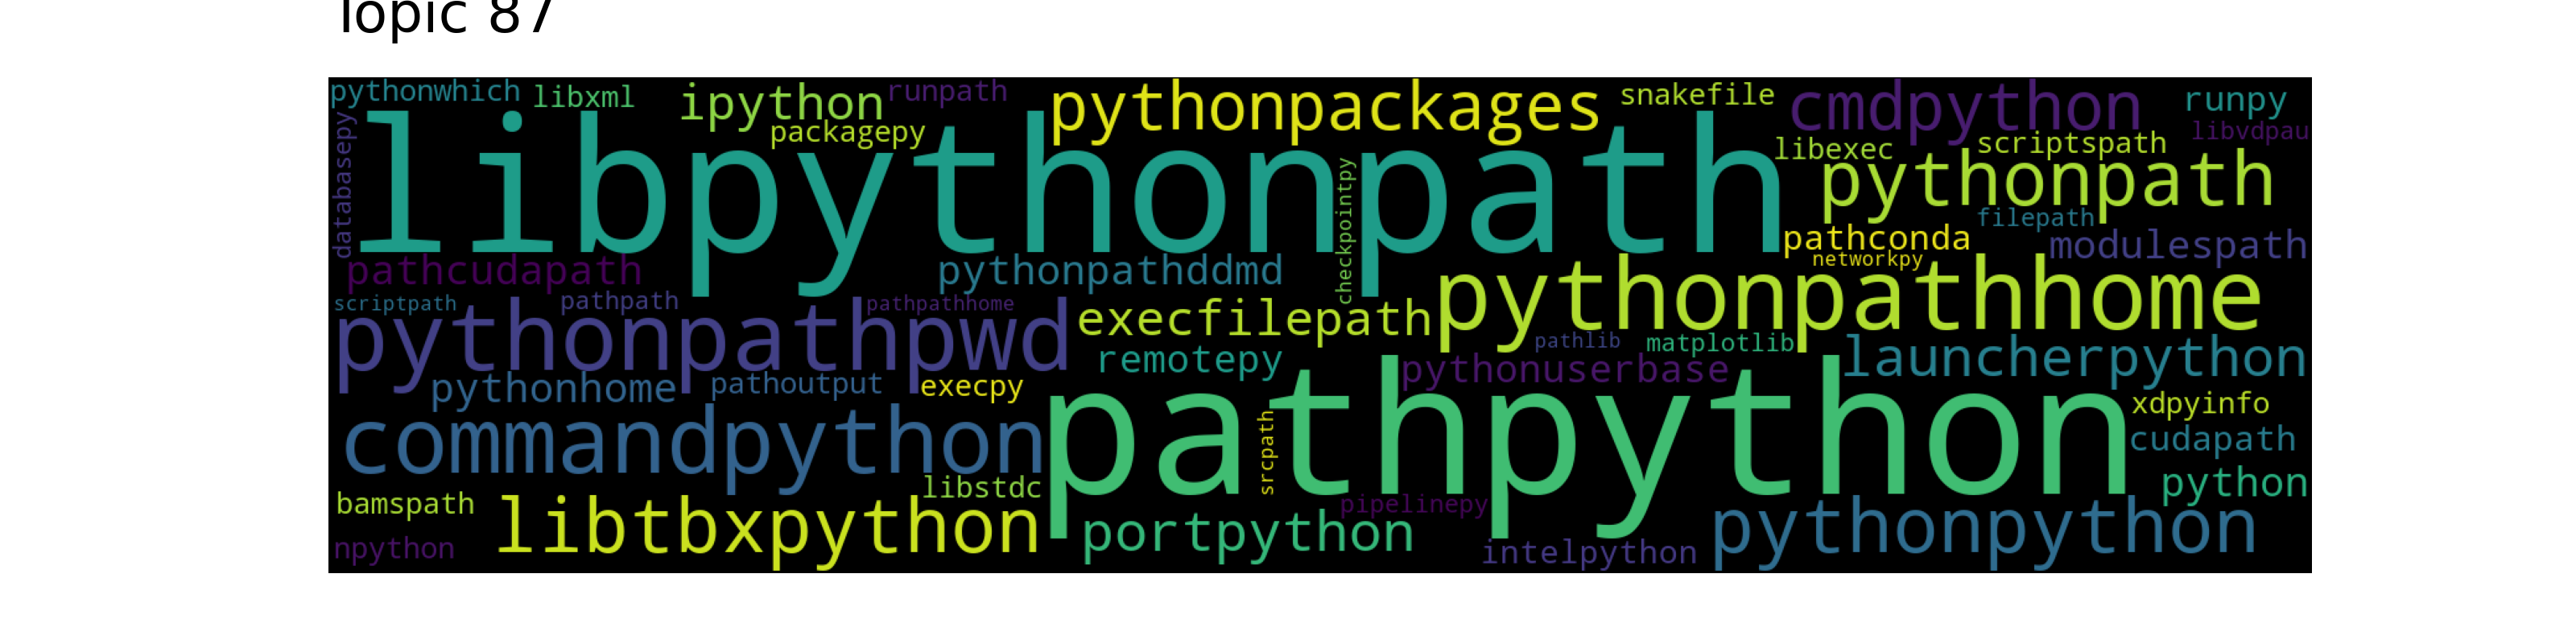 Topic 87
pythonwhich libxml ipython runpath pythonpackages snakefile cmdpython runpy
packagepy libvdpau
databasepy libpythonpath checkpointpy libexec scriptspath
pythonpath
filepath
pathconda modulespath
networkpy
pathcudapath pythonpathddmd
scriptpath pathpath pathpathhome
pythonpathpwd execfilepath pythonpathhome
remotepy pathlib matplotlib launcherpython
pythonuserbase
pythonhome pathoutput execpy
commandpython srcpath pathpython xdpyinfo
cudapath
libstdc python
bamspath libtbxpython portpython pipelinepy pythonpython
npython intelpython